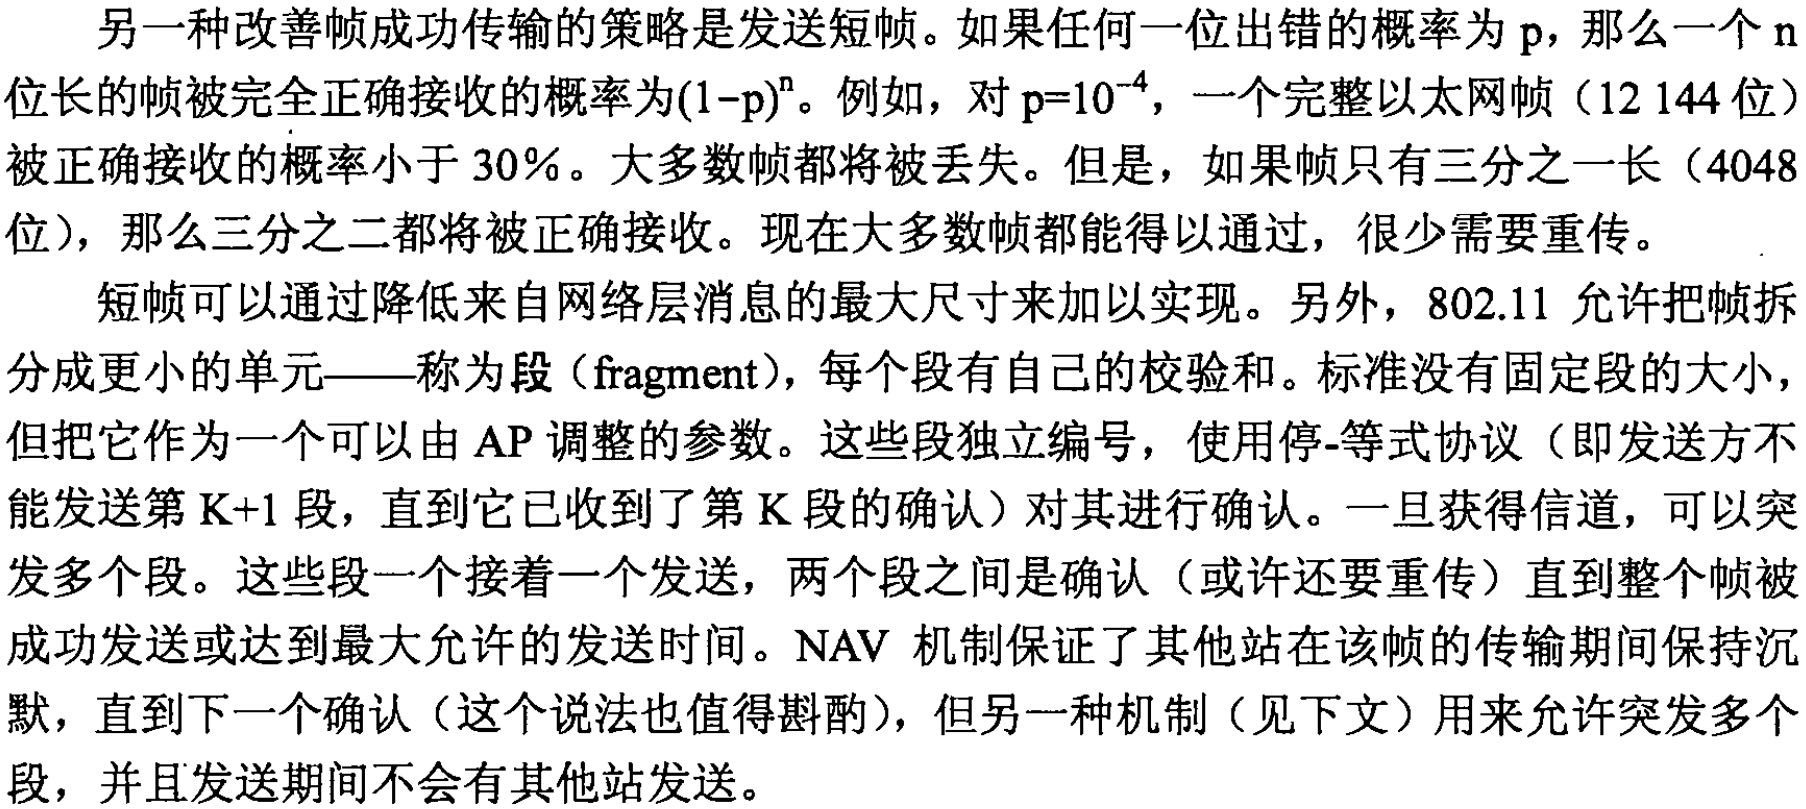 另一种改善帧成功传输的策略是发送短帧。如果任何一位出错的概率为 p，那么一个 n
位长的帧被完全正确接收的概率为(1−p)ⁿ。例如，对 p=10⁻⁴，一个完整以太网帧（12 144 位）
被正确接收的概率小于 30%。大多数帧都将被丢失。但是，如果帧只有三分之一长（4048
位），那么三分之二都将被正确接收。现在大多数帧都能得以通过，很少需要重传。
短帧可以通过降低来自网络层消息的最大尺寸来加以实现。另外，802.11 允许把帧拆
分成更小的单元——称为段（fragment），每个段有自己的校验和。标准没有固定段的大小，
但把它作为一个可以由 AP 调整的参数。这些段独立编号，使用停-等式协议（即发送方不
能发送第 K+1 段，直到它已收到了第 K 段的确认）对其进行确认。一旦获得信道，可以突
发多个段。这些段一个接着一个发送，两个段之间是确认（或许还要重传）直到整个帧被
成功发送或达到最大允许的发送时间。NAV 机制保证了其他站在该帧的传输期间保持沉
默，直到下一个确认（这个说法也值得斟酌），但另一种机制（见下文）用来允许突发多个
段，并且发送期间不会有其他站发送。